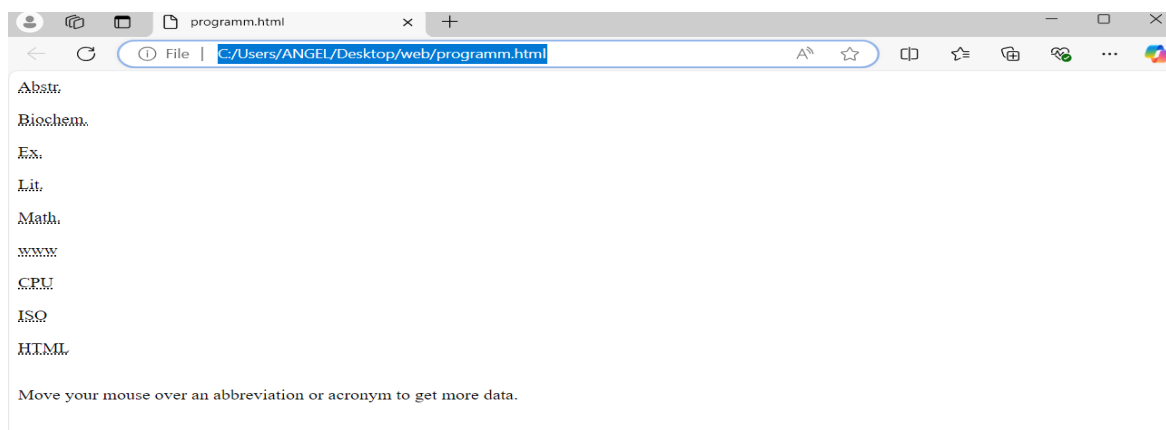 programm.html
File | C:/Users/ANGEL/Desktop/web/programm.html
Abstr.
Biochem.
Ex.
Lit.
Math.
www
CPU
ISO
HTML
Move your mouse over an abbreviation or acronym to get more data.